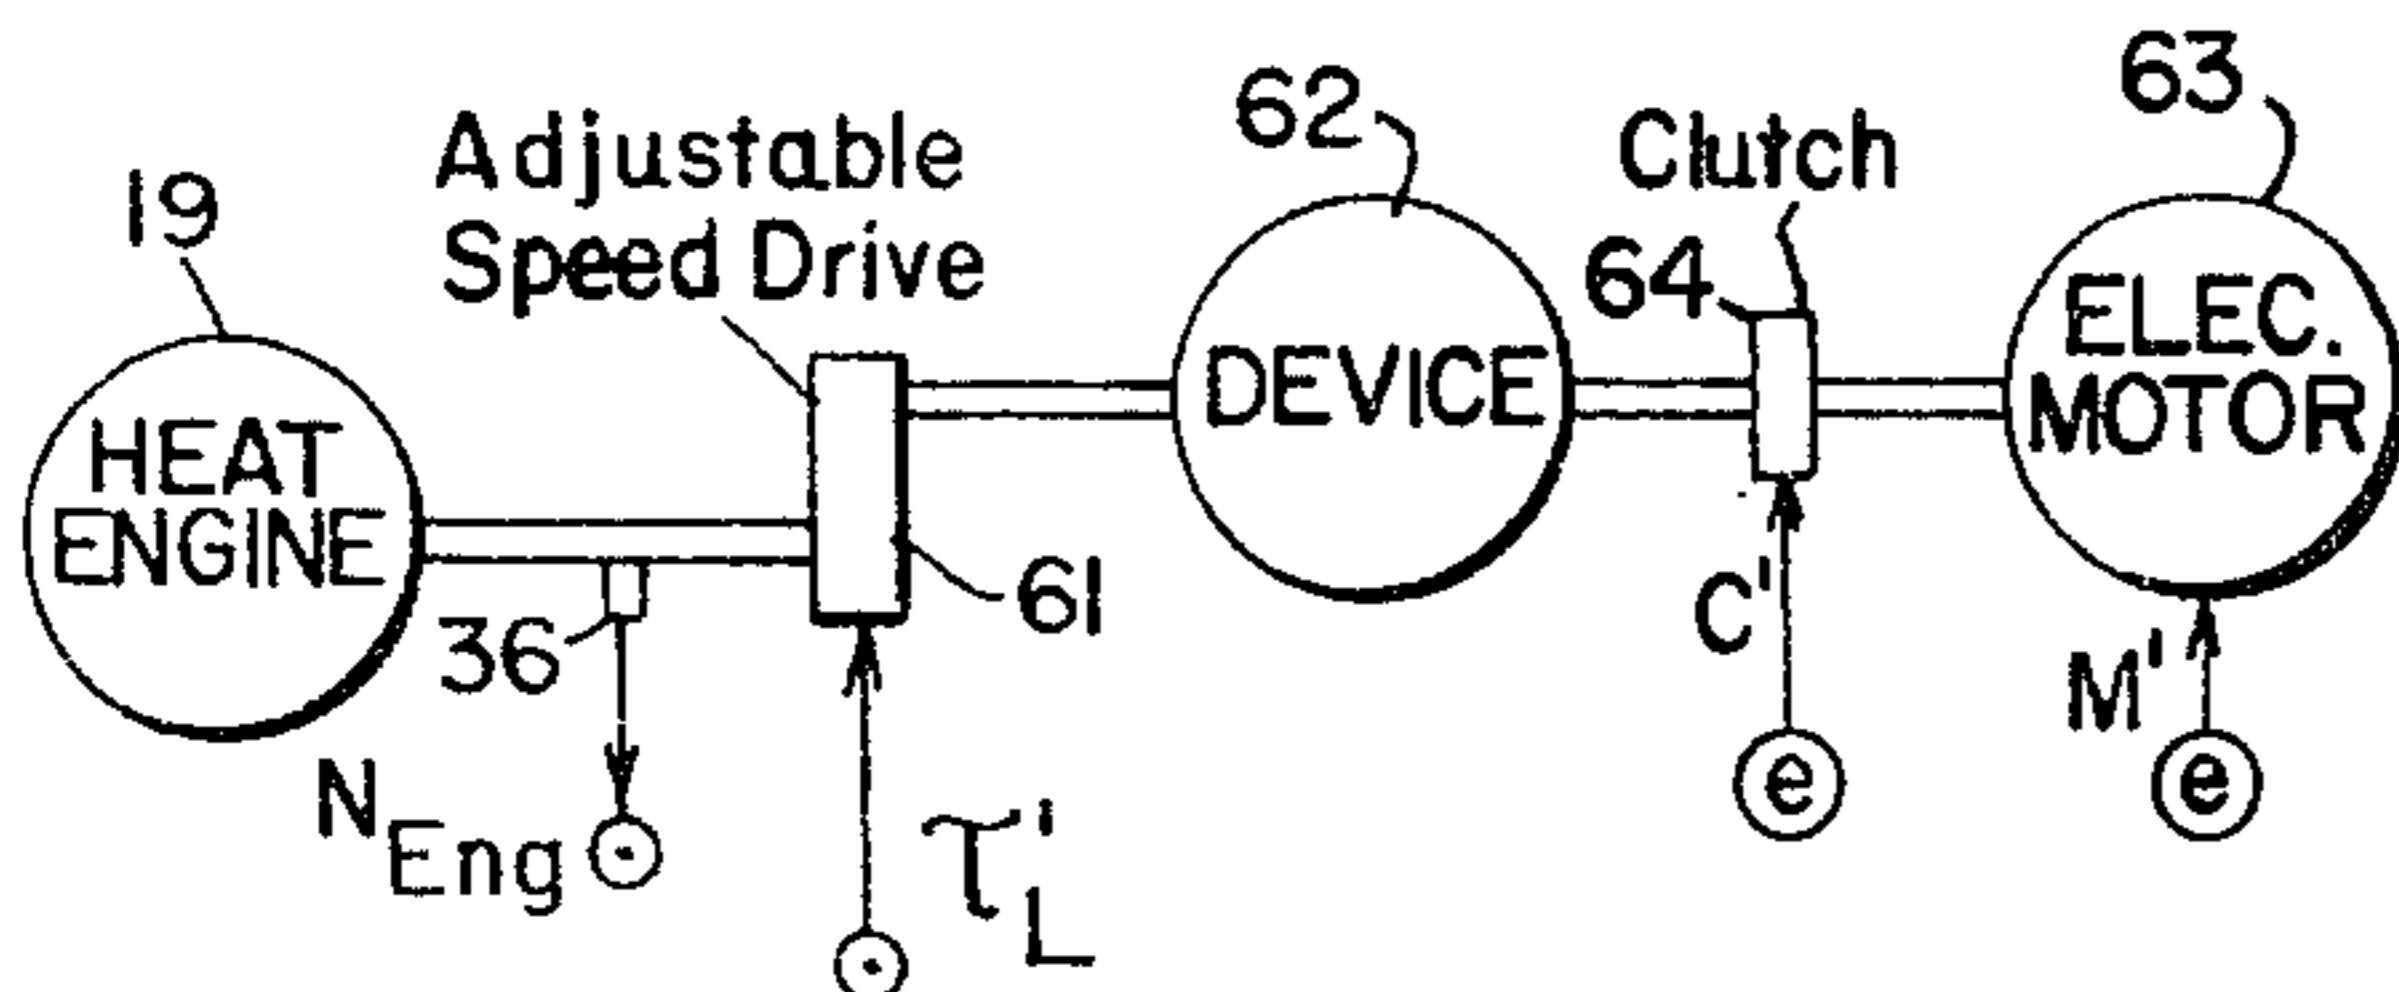 19
Adjustable
Speed Drive
62
Clutch
63
64
HEAT
ENGINE
DEVICE
ELEC.
MOTOR
36
61
C'
M'
N Eng
τ'L
e
e